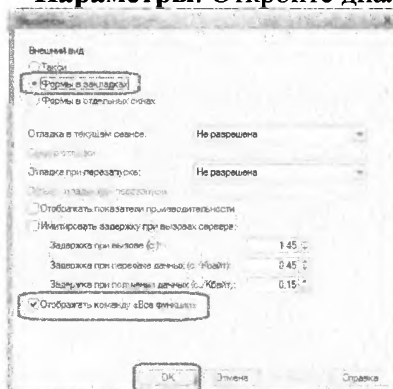 Параметры. Откройте диа
Внешний вид
Такси
Формы в закладках
Формы в отдельных окнах
Отладка в текущем сеансе: Не разрешена
Отладка при перезапуске: Не разрешена
Отображать показатели производительности
Имитировать задержку при вызовах сервера:
Задержка при вызове (с): 1.45
Задержка при передаче данных (с/Кбайт): 0.45
Задержка при получении данных (с/Кбайт): 0.15
Отображать команду «Все функции»
OK Отмена Справка